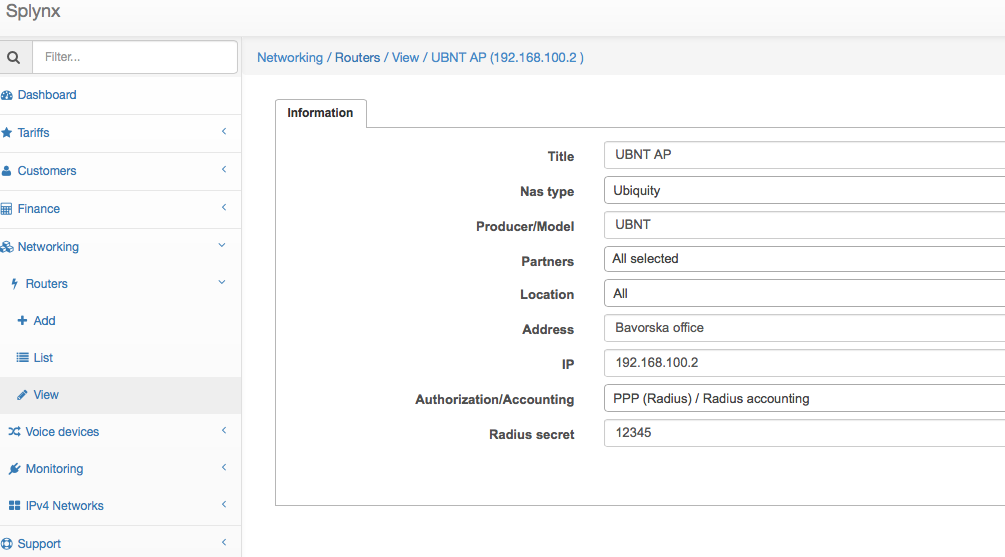 Splynx
Filter...
Networking / Routers / View / UBNT AP (192.168.100.2 )
Dashboard
Tariffs
Customers
Finance
Networking
Routers
Add
List
View
Voice devices
Monitoring
IPv4 Networks
Support
Information
Title UBNT AP
Nas type Ubiquity
Producer/Model UBNT
Partners All selected
Location All
Address Bavorska office
IP 192.168.100.2
Authorization/Accounting PPP (Radius) / Radius accounting
Radius secret 12345